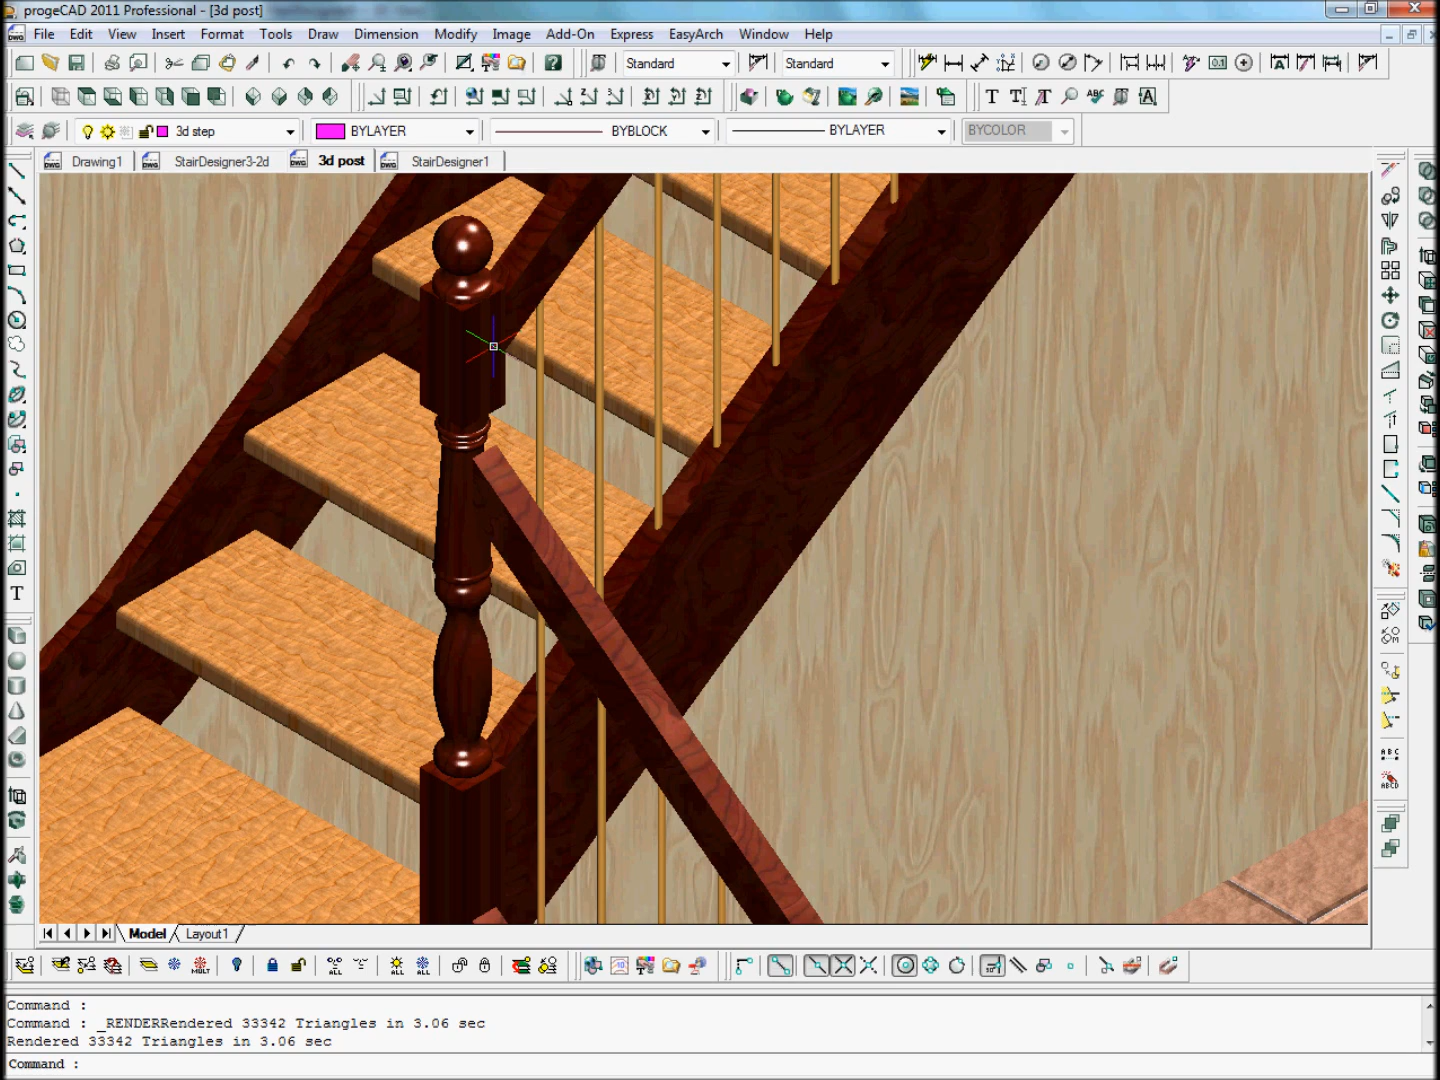 progeCAD 2011 Professional - [3d post]
File Edit View Insert Format Tools Draw Dimension Modify Image Add-On Express EasyArch Window Help
Standard Standard
3d step BYLAYER BYBLOCK BYLAYER BYCOLOR
Drawing1 StairDesigner3-2d 3d post StairDesigner1
Model Layout1
Command :
Command : _RENDERRendered 33342 Triangles in 3.06 sec
Rendered 33342 Triangles in 3.06 sec
Command :